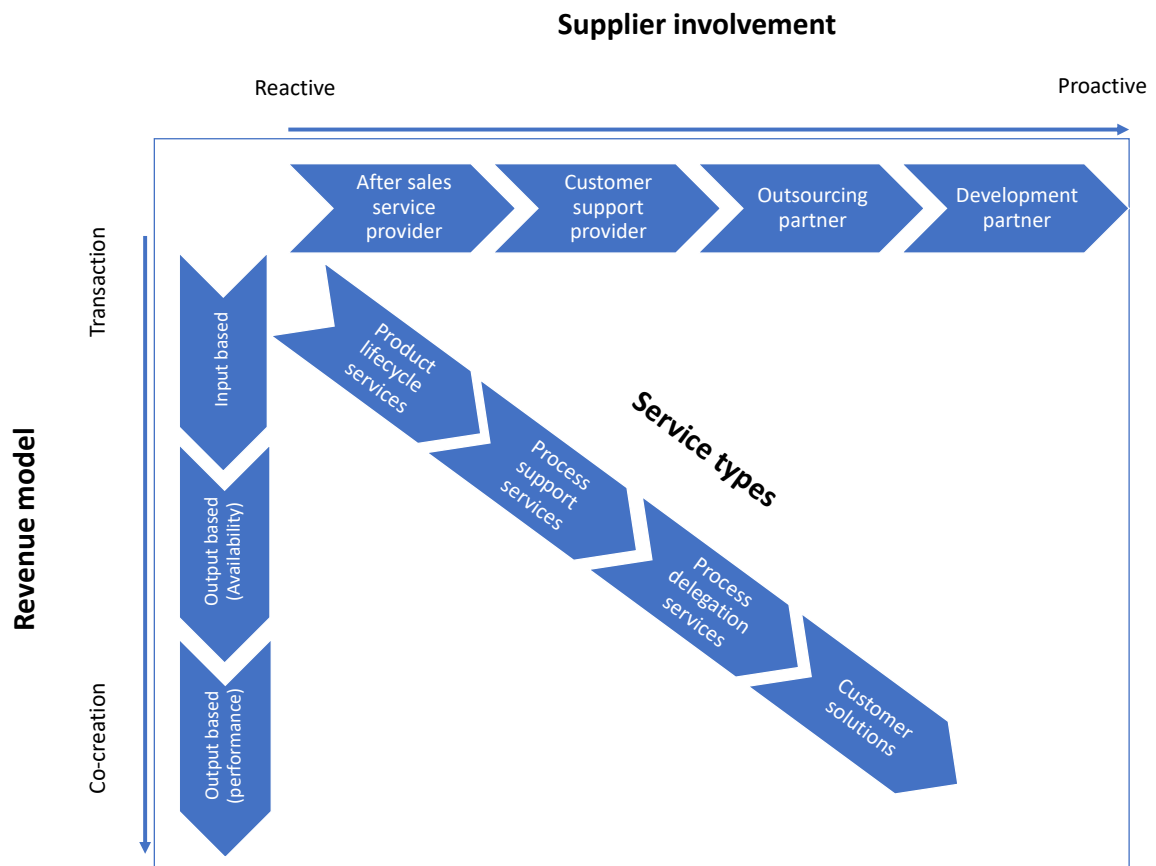 Supplier involvement
Reactive
Proactive
After sales
service
provider
Customer
support
provider
Outsourcing
partner
Development
partner
Revenue model
Transaction
Co-creation
Input based
Output based
(Availability)
Output based
(performance)
Service types
Product
lifecycle
services
Process
support
services
Process
delegation
services
Customer
solutions